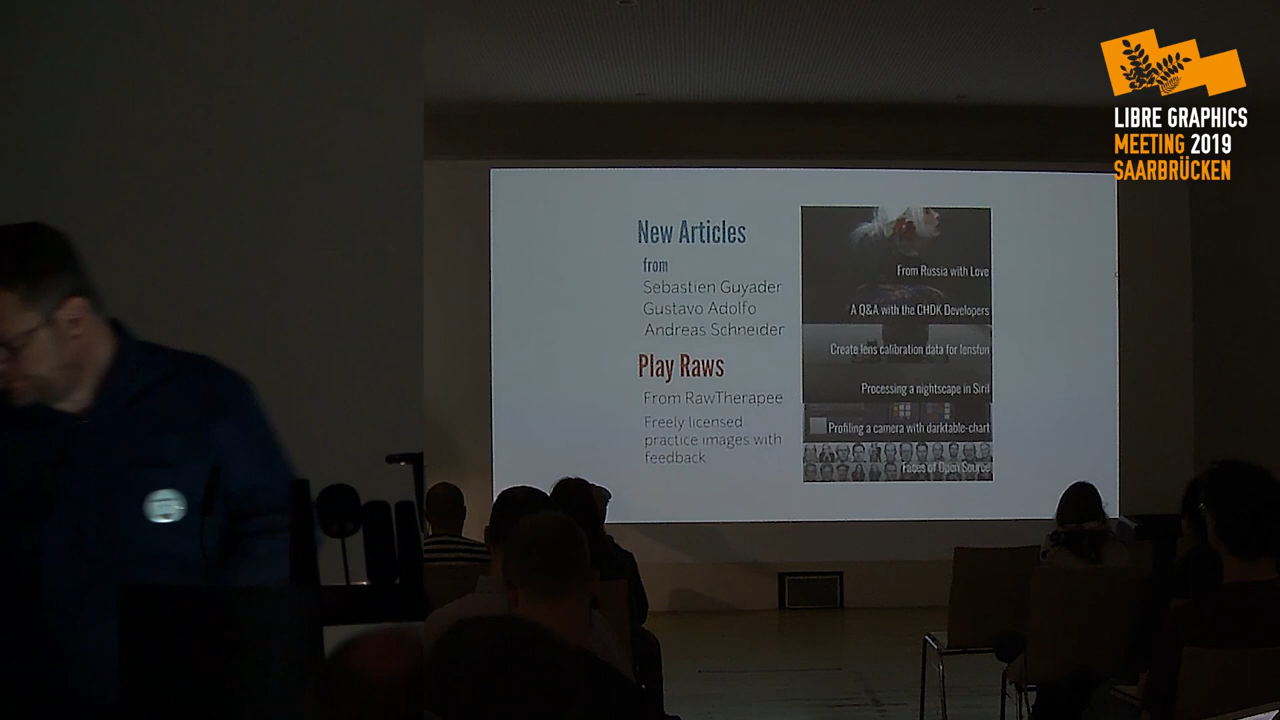 LIBRE GRAPHICS
MEETING 2019
SAARBRÜCKEN
New Articles
from
Sebastien Guyader
Gustavo Adolfo
Andreas Schneider
Play Raws
From RawTherapee
Freely licensed
practice images with
feedback
From Russia with Love
A Q&A with the CHDK Developers
Create lens calibration data for lensfun
Processing a nightscape in Siril
Profiling a camera with darktable-chart
Faces of Open Source